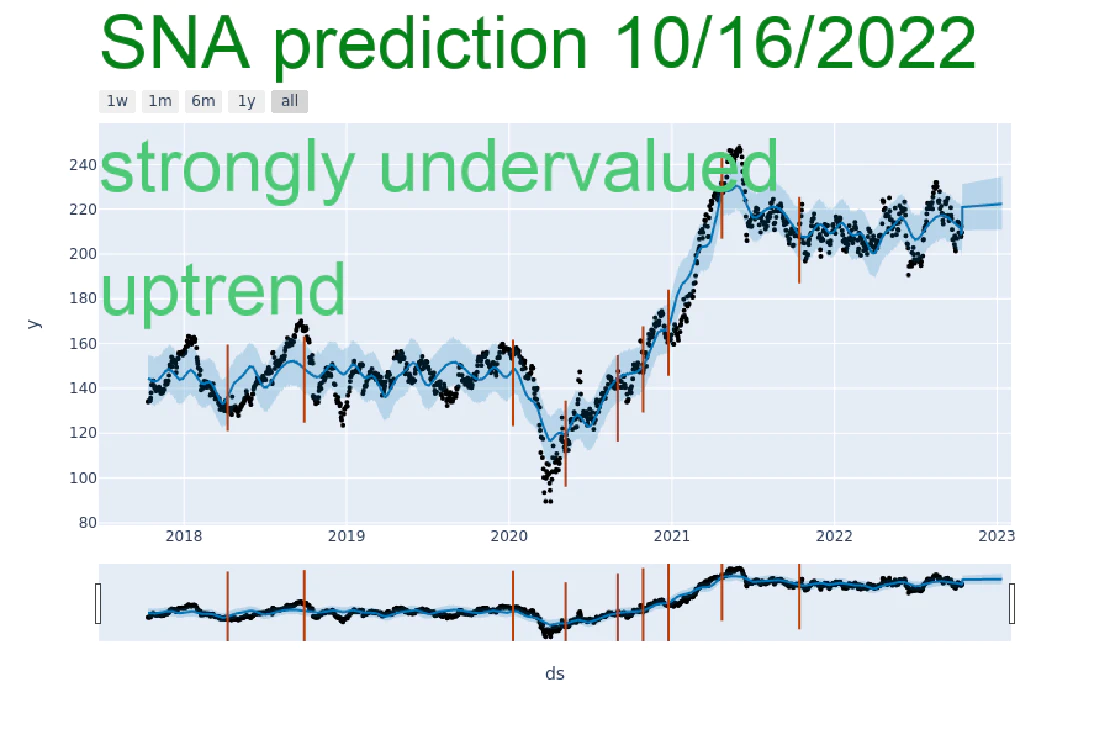 SNA prediction 10/16/2022
1w 1m 6m 1y all
strongly undervalued
uptrend
240
220
200
180
160
140
120
100
80
y
2018 2019 2020 2021 2022 2023
ds